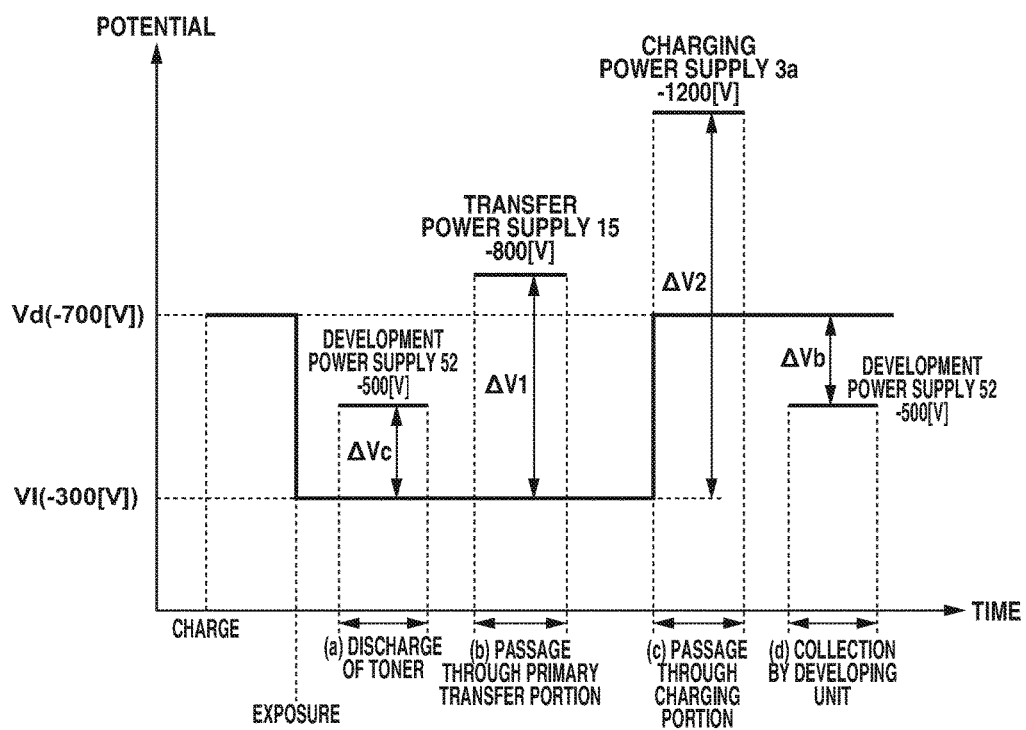 POTENTIAL
CHARGING
POWER SUPPLY 3a
-1200[V]
TRANSFER
POWER SUPPLY 15
-800[V]
ΔV2
Vd(-700[V])
DEVELOPMENT
POWER SUPPLY 52
-500[V]
ΔV1
ΔVb
DEVELOPMENT
POWER SUPPLY 52
-500[V]
ΔVc
Vl(-300[V])
TIME
CHARGE
(a) DISCHARGE
OF TONER
(b) PASSAGE
THROUGH PRIMARY
TRANSFER PORTION
(c) PASSAGE
THROUGH
CHARGING
PORTION
(d) COLLECTION
BY DEVELOPING
UNIT
EXPOSURE